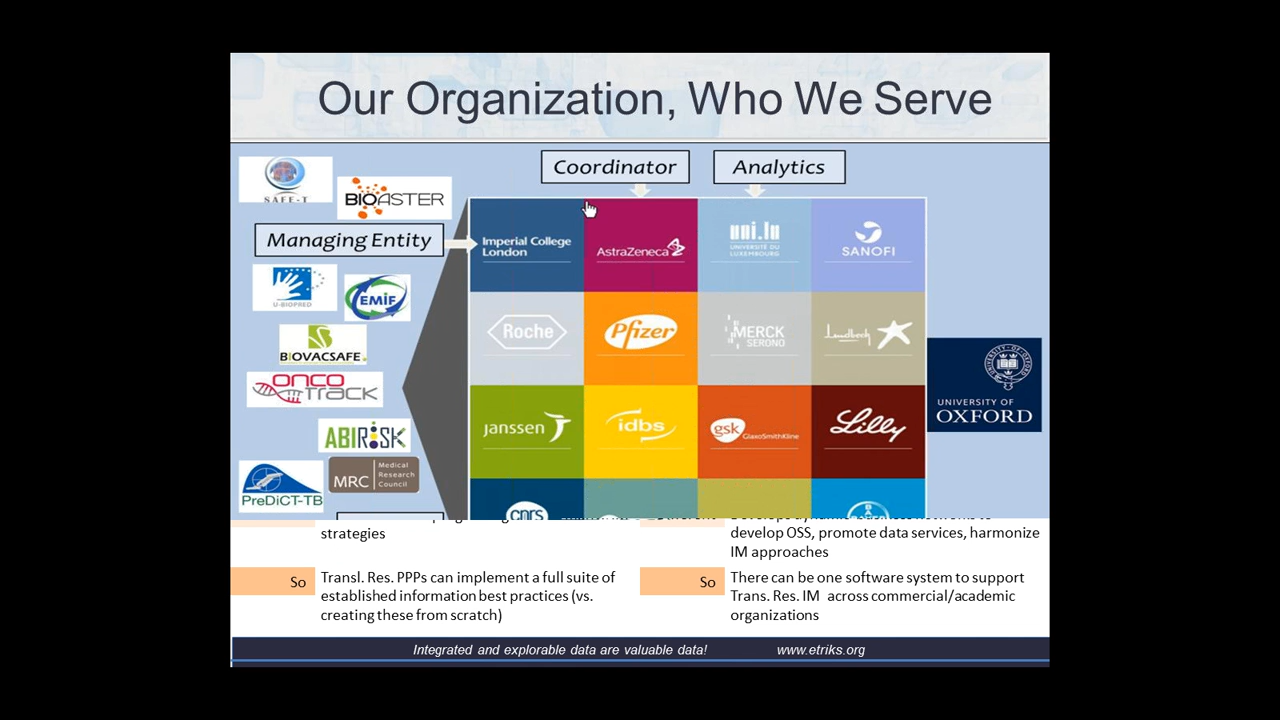 Our Organization, Who We Serve
SAFE-T
BIOASTER
Coordinator
Analytics
Managing Entity
Imperial College
London
AstraZeneca
uni.lu
UNIVERSITÉ DU
LUXEMBOURG
SANOFI
U-BIOPRED
EMIF
BIOVACSAFE
Roche
Pfizer
MERCK
SERONO
Lundbeck
ONCO
TRACK
UNIVERSITY OF
OXFORD
ABIRISK
janssen
idbs
gsk GlaxoSmithKline
Lilly
PreDiCT-TB
MRC Medical
Research
Council
cnrs
strategies
develop OSS, promote data services, harmonize
IM approaches
So
Transl. Res. PPPs can implement a full suite of
established information best practices (vs.
creating these from scratch)
So
There can be one software system to support
Trans. Res. IM across commercial/academic
organizations
Integrated and explorable data are valuable data!
www.etriks.org